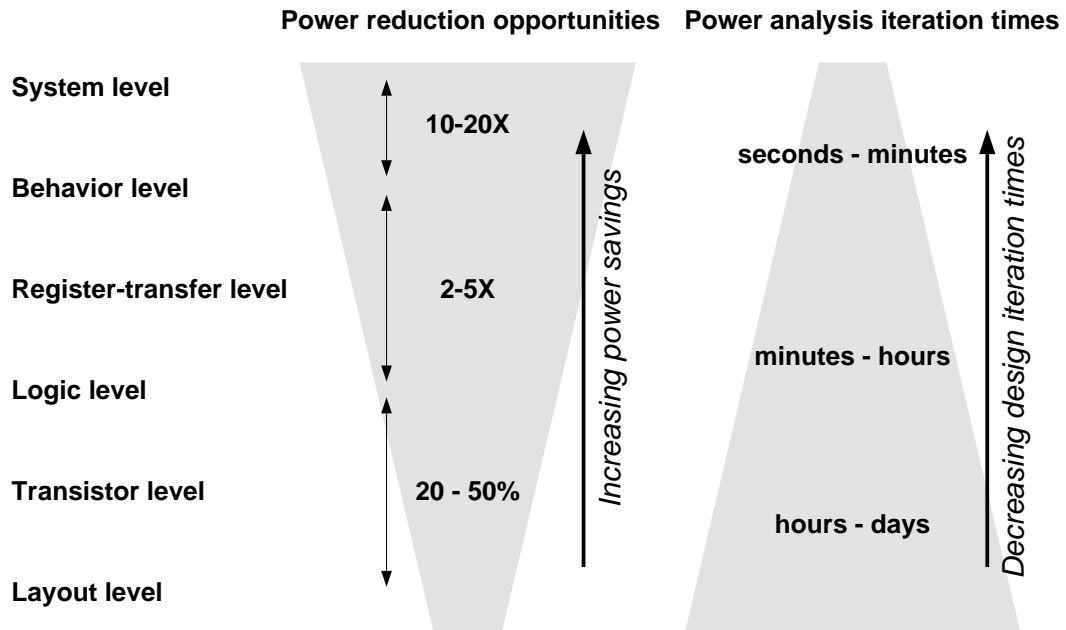 Power reduction opportunities
Power analysis iteration times
System level
10-20X
seconds - minutes
Behavior level
Increasing power savings
Decreasing design iteration times
Register-transfer level
2-5X
minutes - hours
Logic level
Transistor level
20 - 50%
hours - days
Layout level